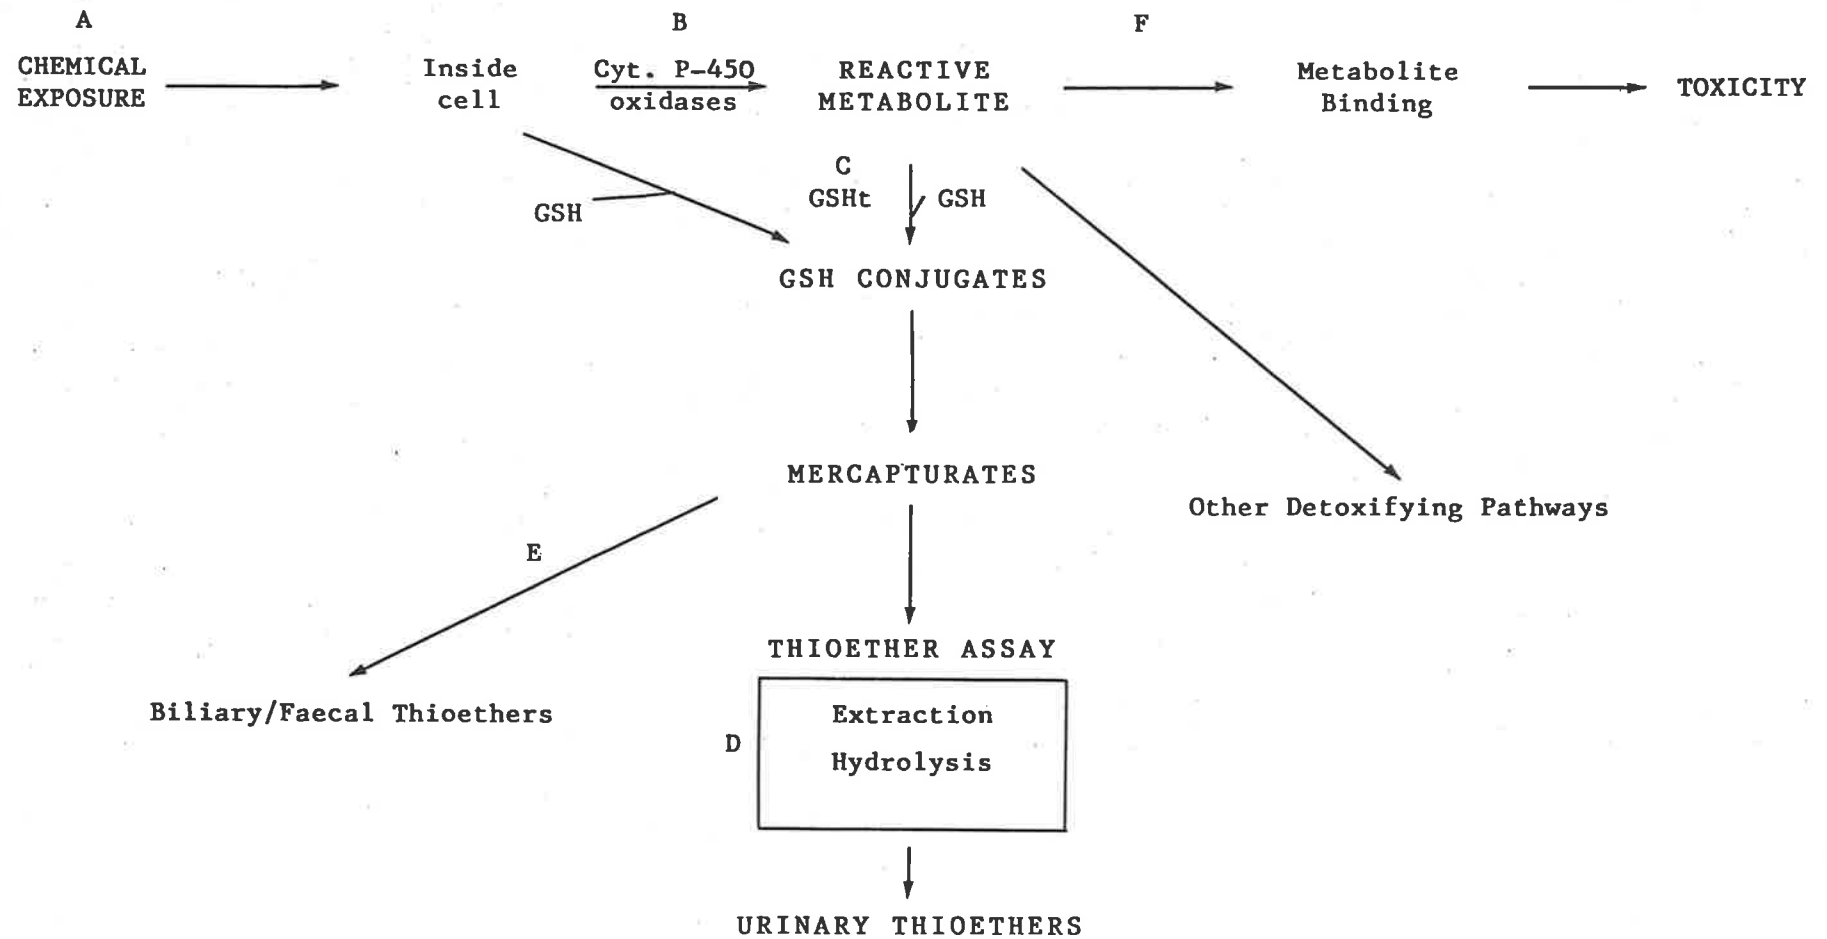 A
B
F
CHEMICAL
EXPOSURE
Inside
cell
Cyt. P-450
oxidases
REACTIVE
METABOLITE
Metabolite
Binding
TOXICITY
C
GSHt
GSH
GSH
GSH CONJUGATES
MERCAPTURATES
Other Detoxifying Pathways
E
THIOETHER ASSAY
Biliary/Faecal Thioethers
Extraction
D
Hydrolysis
URINARY THIOETHERS